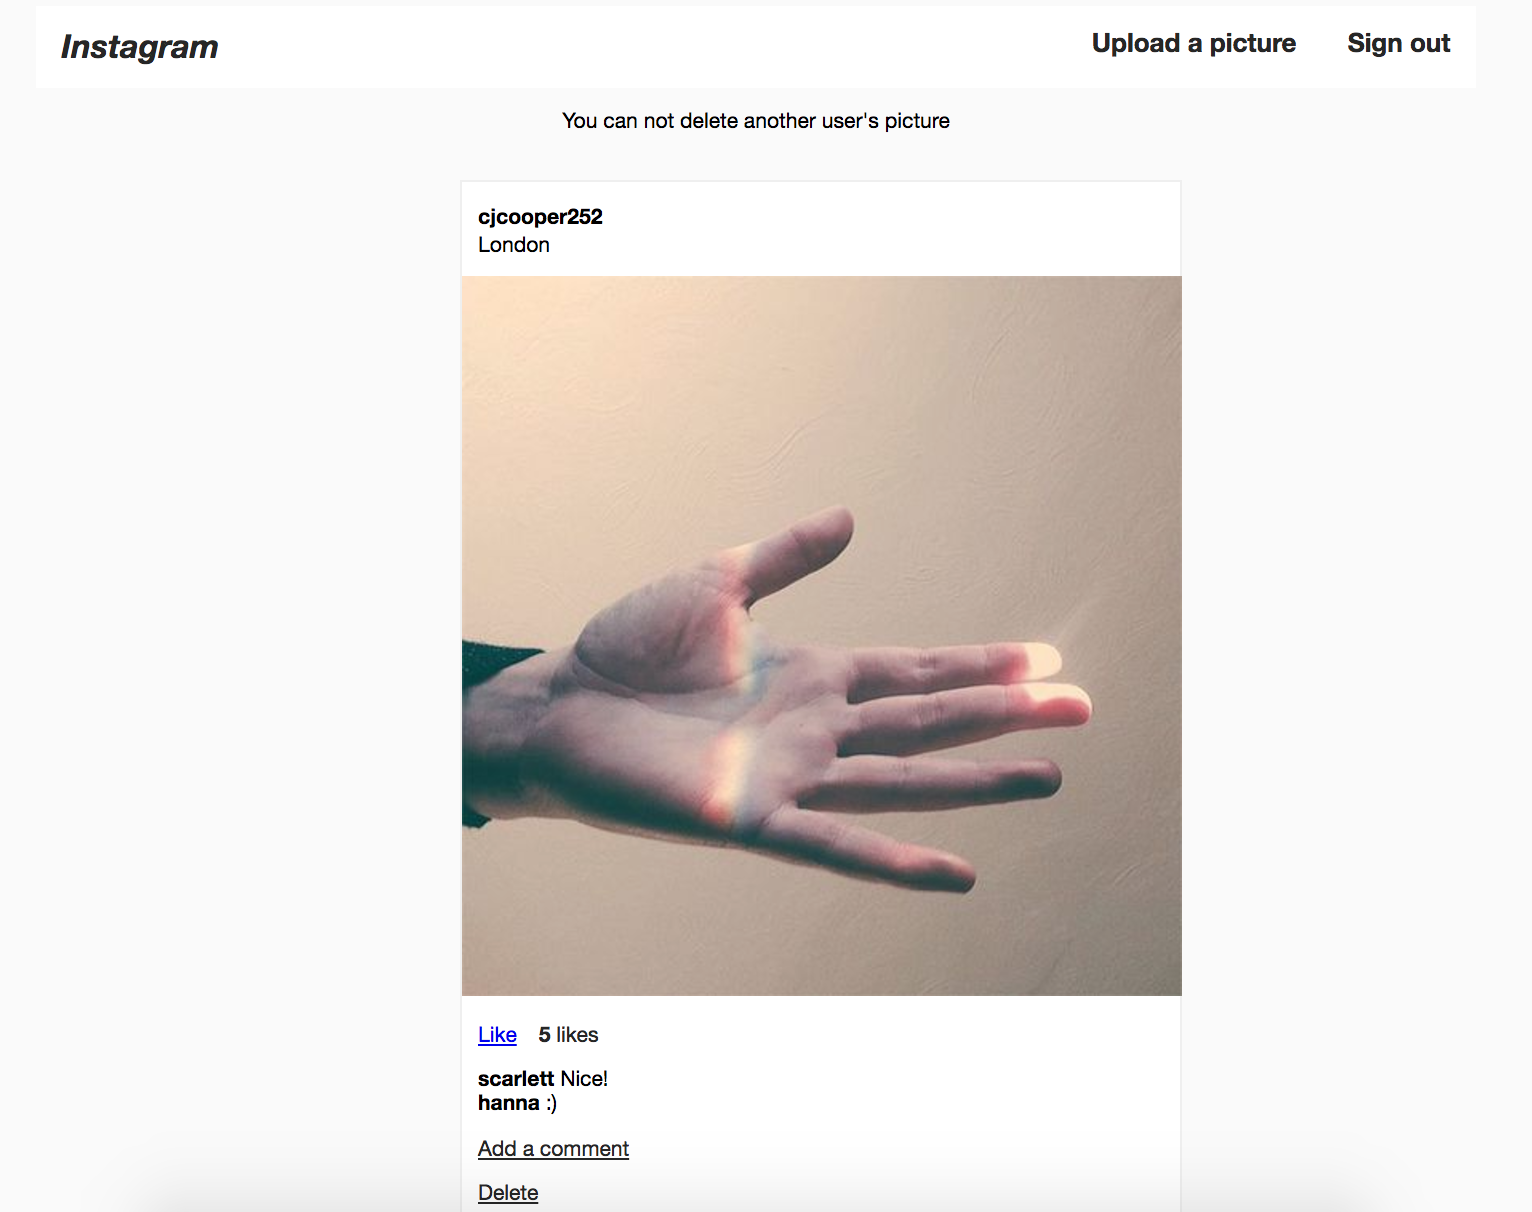 Instagram
Upload a picture
Sign out
You can not delete another user's picture
cjcooper252
London
Like 5 likes
scarlett Nice!
hanna :)
Add a comment
Delete